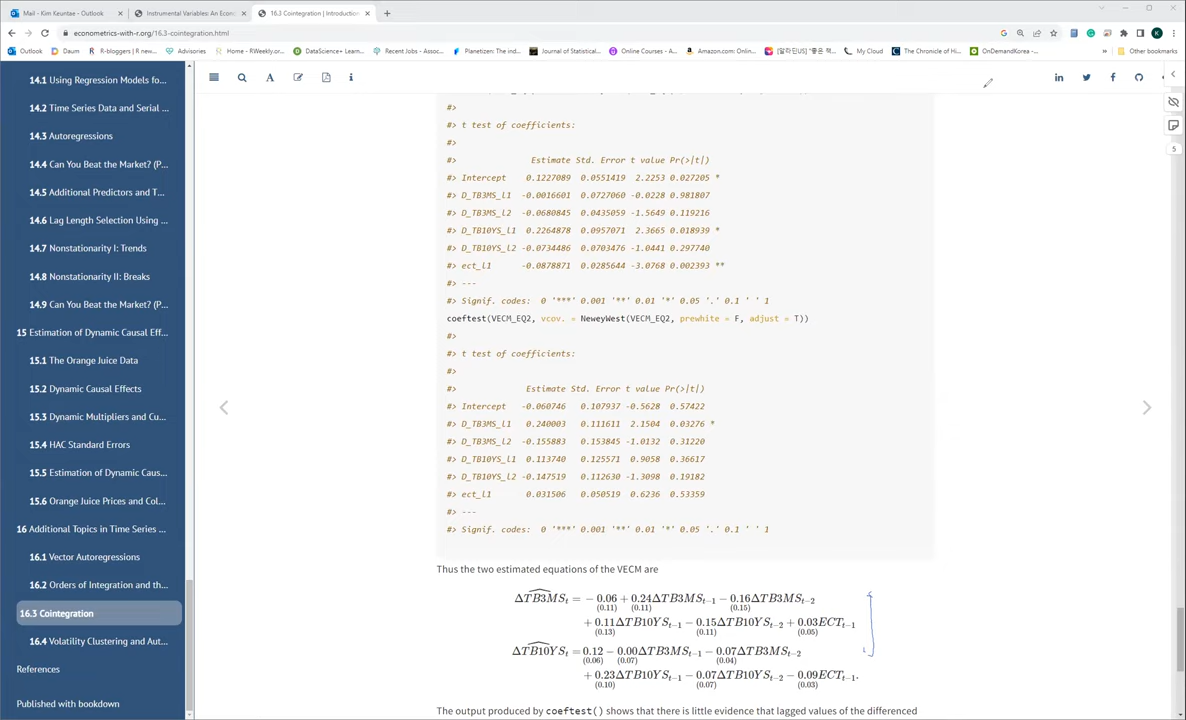 Mail - Kim Keuntae - Outlook
Instrumental Variables: An Econo
16.3 Cointegration | Introduction
econometrics-with-r.org/16.3-cointegration.html
Outlook
Daum
R-bloggers | R new...
Advisories
Home - RWeekly.or...
DataScience+ Learn...
Recent Jobs - Assoc...
Planetizen: The ind...
Journal of Statistical...
Online Courses - A...
Amazon.com: Onlin...
My Cloud
The Chronicle of Hi...
OnDemandKorea -...
Other bookmarks
14.1 Using Regression Models fo...
14.2 Time Series Data and Serial ...
14.3 Autoregressions
14.4 Can You Beat the Market? (P...
14.5 Additional Predictors and T...
14.6 Lag Length Selection Using ...
14.7 Nonstationarity I: Trends
14.8 Nonstationarity II: Breaks
14.9 Can You Beat the Market? (P...
15 Estimation of Dynamic Causal Eff...
15.1 The Orange Juice Data
15.2 Dynamic Causal Effects
15.3 Dynamic Multipliers and Cu...
15.4 HAC Standard Errors
15.5 Estimation of Dynamic Caus...
15.6 Orange Juice Prices and Col...
16 Additional Topics in Time Series ...
16.1 Vector Autoregressions
16.2 Orders of Integration and th...
16.3 Cointegration
16.4 Volatility Clustering and Aut...
References
Published with bookdown
5
#>
#> t test of coefficients:
#>
#> Estimate Std. Error t value Pr(>|t|)
#> Intercept 0.1227089 0.0551419 2.2253 0.027205 *
#> D_TB3MS_l1 -0.0016601 0.0727060 -0.0228 0.981807
#> D_TB3MS_l2 -0.0680845 0.0435059 -1.5649 0.119216
#> D_TB10YS_l1 0.2264878 0.0957071 2.3665 0.018939 *
#> D_TB10YS_l2 -0.0734486 0.0703476 -1.0441 0.297740
#> ect_l1 -0.0878871 0.0285644 -3.0768 0.002393 **
#> ---
#> Signif. codes: 0 '***' 0.001 '**' 0.01 '*' 0.05 '.' 0.1 ' ' 1
coeftest(VECM_EQ2, vcov. = NeweyWest(VECM_EQ2, prewhite = F, adjust = T))
#>
#> t test of coefficients:
#>
#> Estimate Std. Error t value Pr(>|t|)
#> Intercept -0.060746 0.107937 -0.5628 0.57422
#> D_TB3MS_l1 0.240003 0.111611 2.1504 0.03276 *
#> D_TB3MS_l2 -0.155883 0.153845 -1.0132 0.31220
#> D_TB10YS_l1 0.113740 0.125571 0.9058 0.36617
#> D_TB10YS_l2 -0.147519 0.112630 -1.3098 0.19182
#> ect_l1 0.031506 0.050519 0.6236 0.53359
#> ---
#> Signif. codes: 0 '***' 0.001 '**' 0.01 '*' 0.05 '.' 0.1 ' ' 1
Thus the two estimated equations of the VECM are
ΔTB3MSt = − 0.06 + 0.24ΔTB3MSt−1 − 0.16ΔTB3MSt−2
(0.11) (0.11) (0.15)
+ 0.11ΔTB10YSt−1 − 0.15ΔTB10YSt−2 + 0.03ECTt−1
(0.13) (0.11) (0.05)
ΔTB10YSt = 0.12 − 0.00ΔTB3MSt−1 − 0.07ΔTB3MSt−2
(0.06) (0.07) (0.04)
+ 0.23ΔTB10YSt−1 − 0.07ΔTB10YSt−2 − 0.09ECTt−1.
(0.10) (0.07) (0.03)
The output produced by coeftest() shows that there is little evidence that lagged values of the differenced